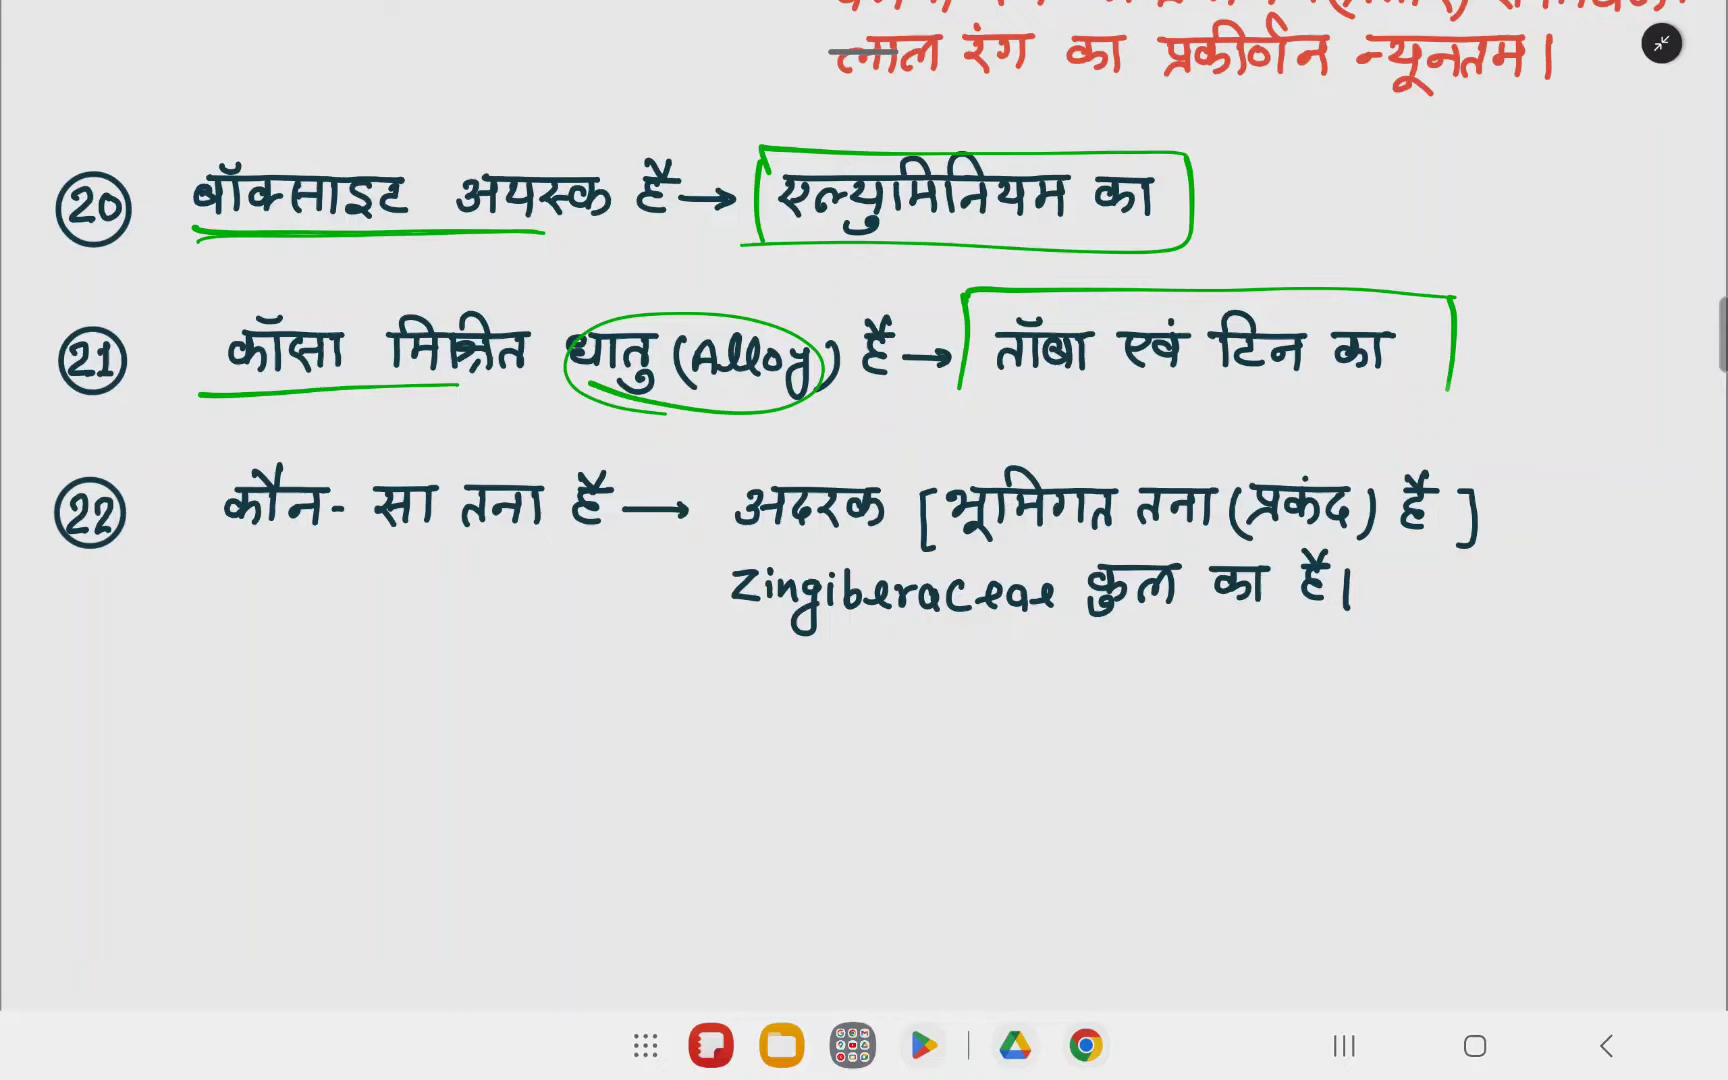 लाल रंग का प्रकीर्णन न्यूनतम।
20 बॉक्साइट अयस्क है→ एल्युमिनियम का
21 कॉसा मिश्रित धातु (Alloy) है→ तॉबा एवं टिन का
22 कौन-सा तना है→ अदरक [भूमिगत तना (प्रकंद) है]
Zingiberaceae कुल का है।